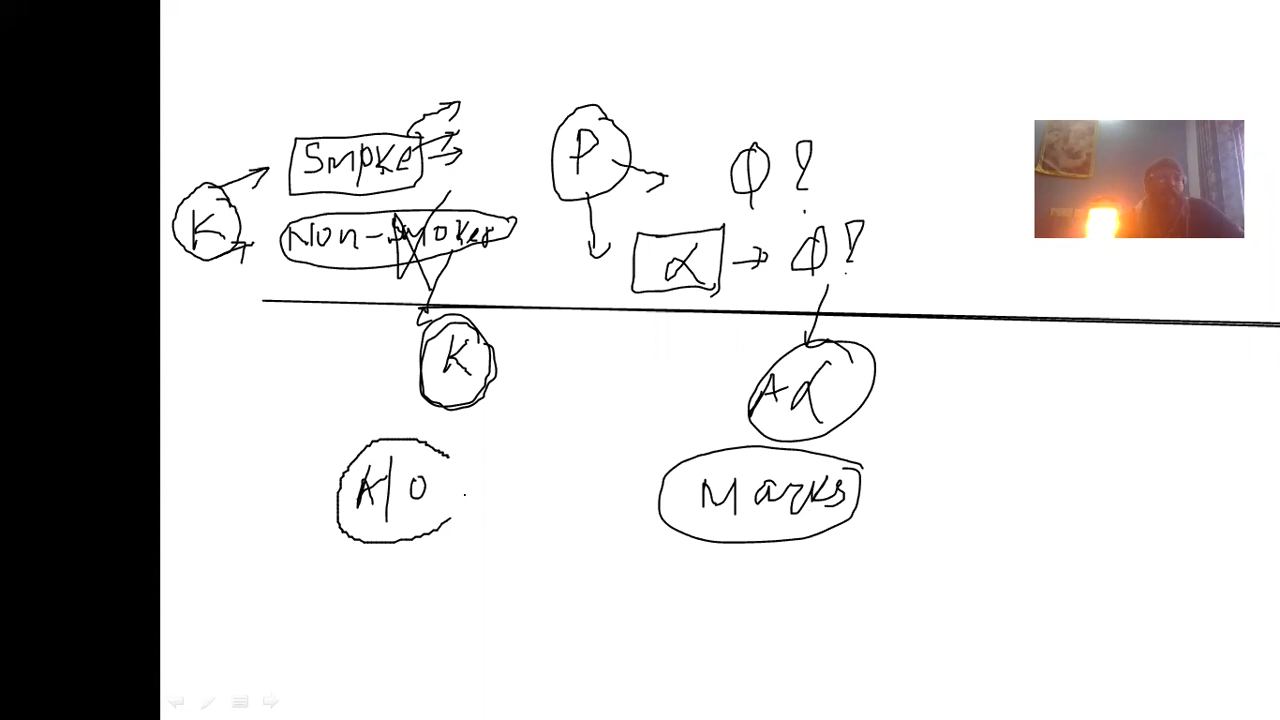 Smoke
P
Φ ?
K
Non-Smoker
α → Φ ?
K
Aα
A/O
Marks